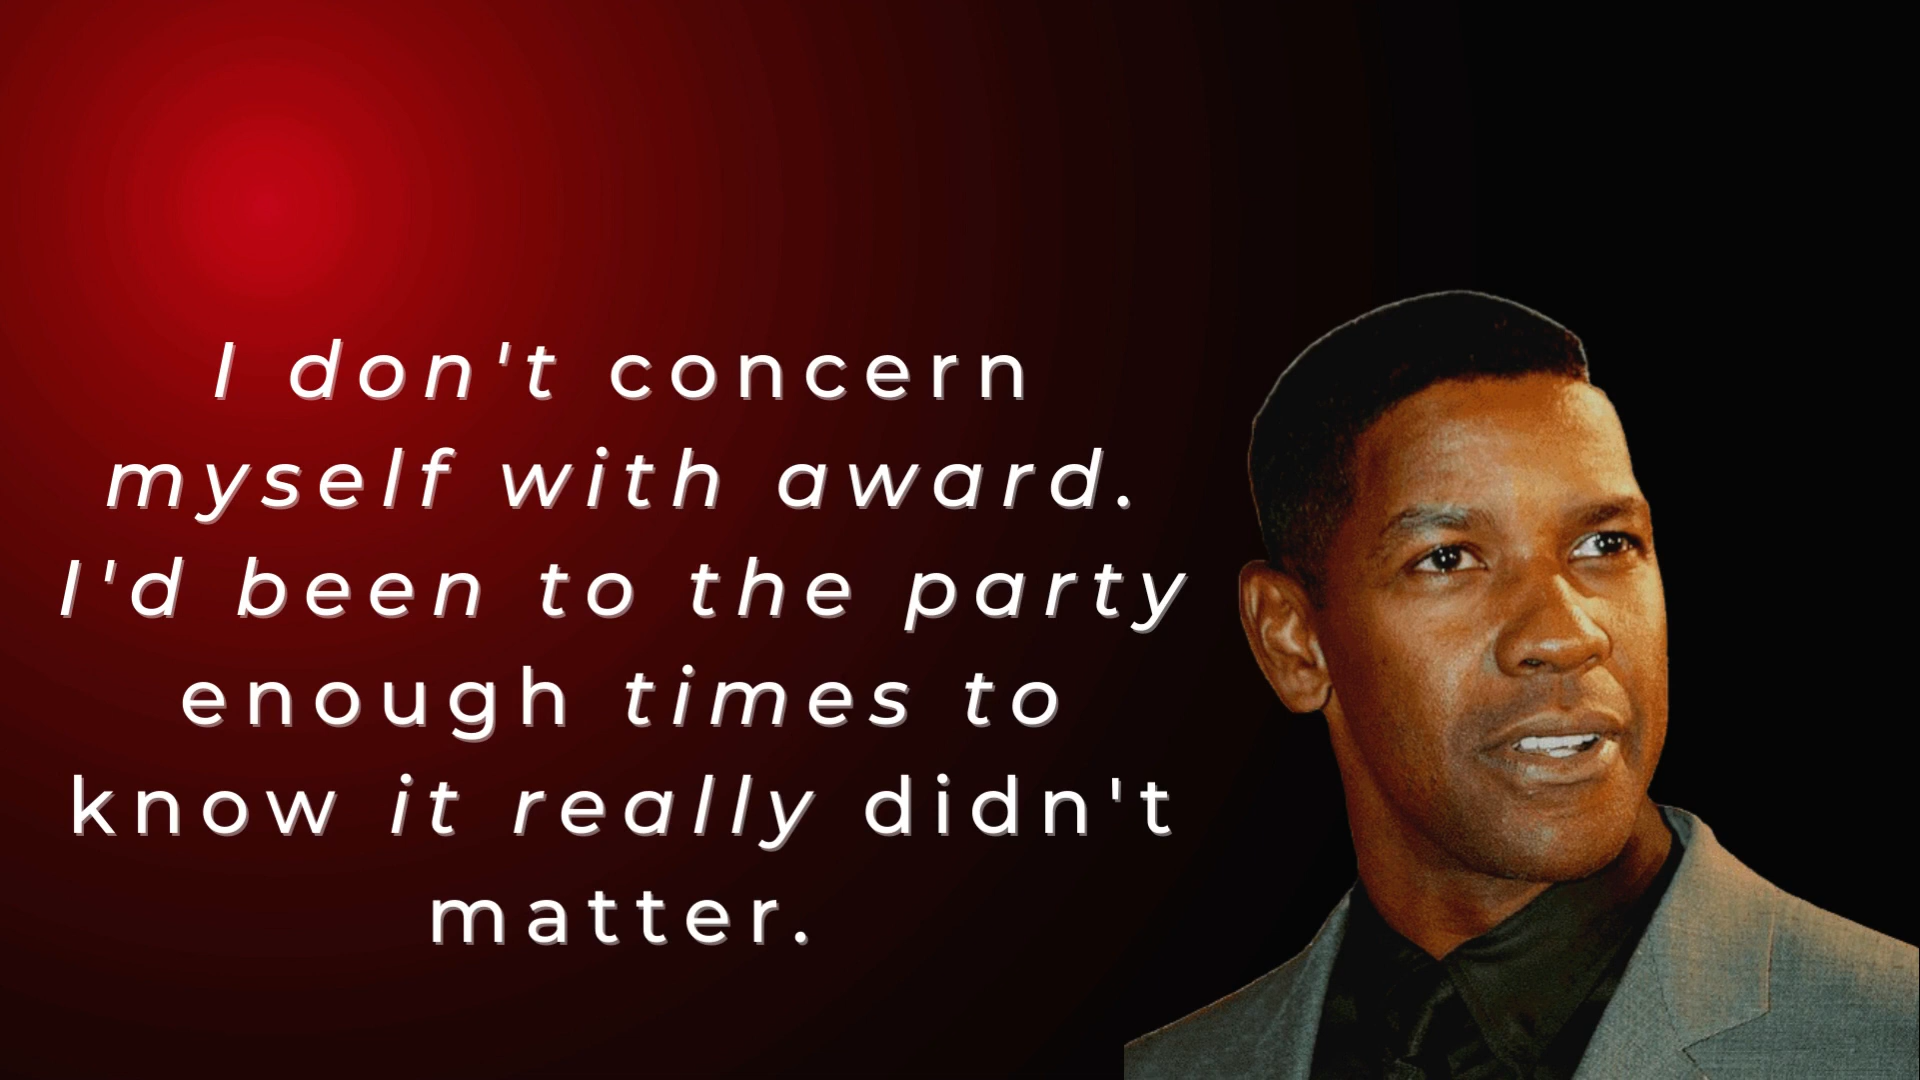 I don't concern
myself with award.
I'd been to the party
enough times to
know it really didn't
matter.